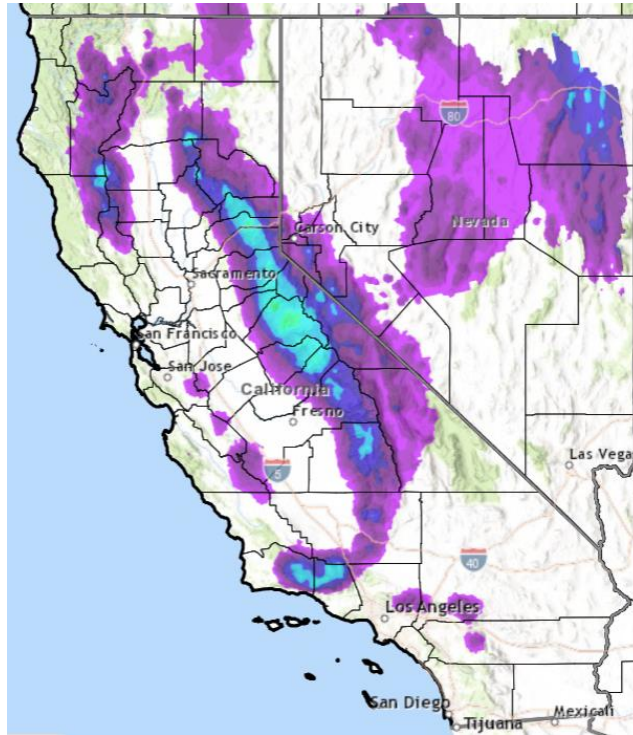 80
Nevada
Carson City
Sacramento
San Francisco
San Jose
California
Fresno
5
Las Vega
40
Los Angeles
San Diego
Tijuana
Mexicali